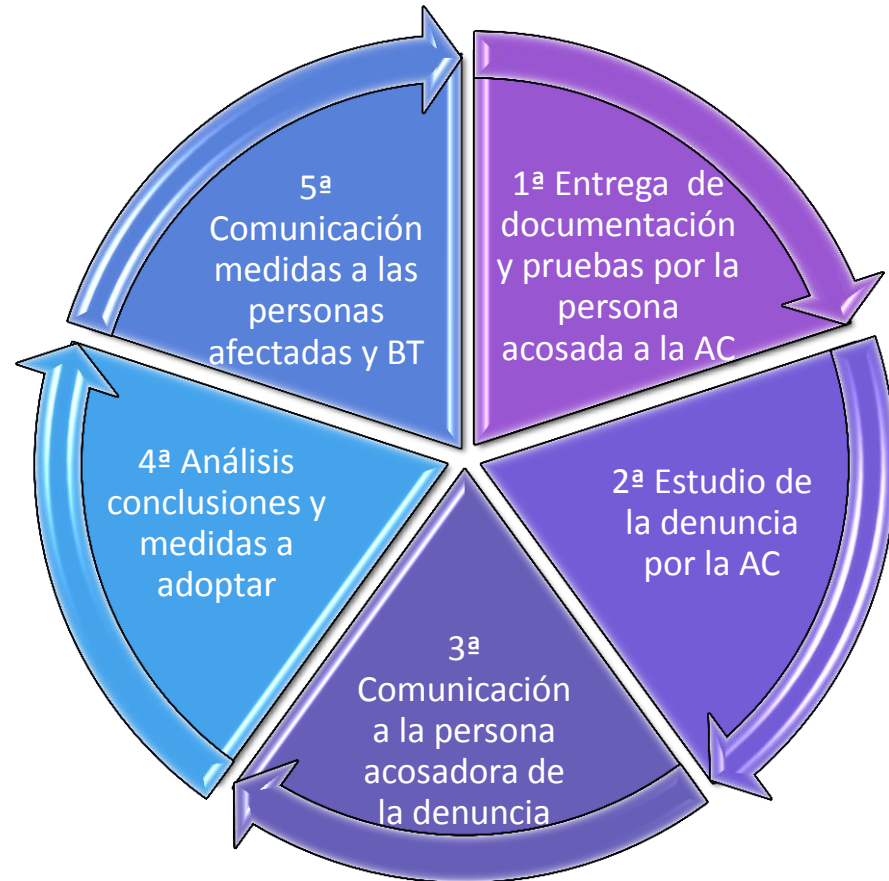 1ª Entrega de
documentación
y pruebas por la
persona
acosada a la AC
2ª Estudio de
la denuncia
por la AC
3ª
Comunicación
a la persona
acosadora de
la denuncia
4ª Análisis
conclusiones y
medidas a
adoptar
5ª
Comunicación
medidas a las
personas
afectadas y BT